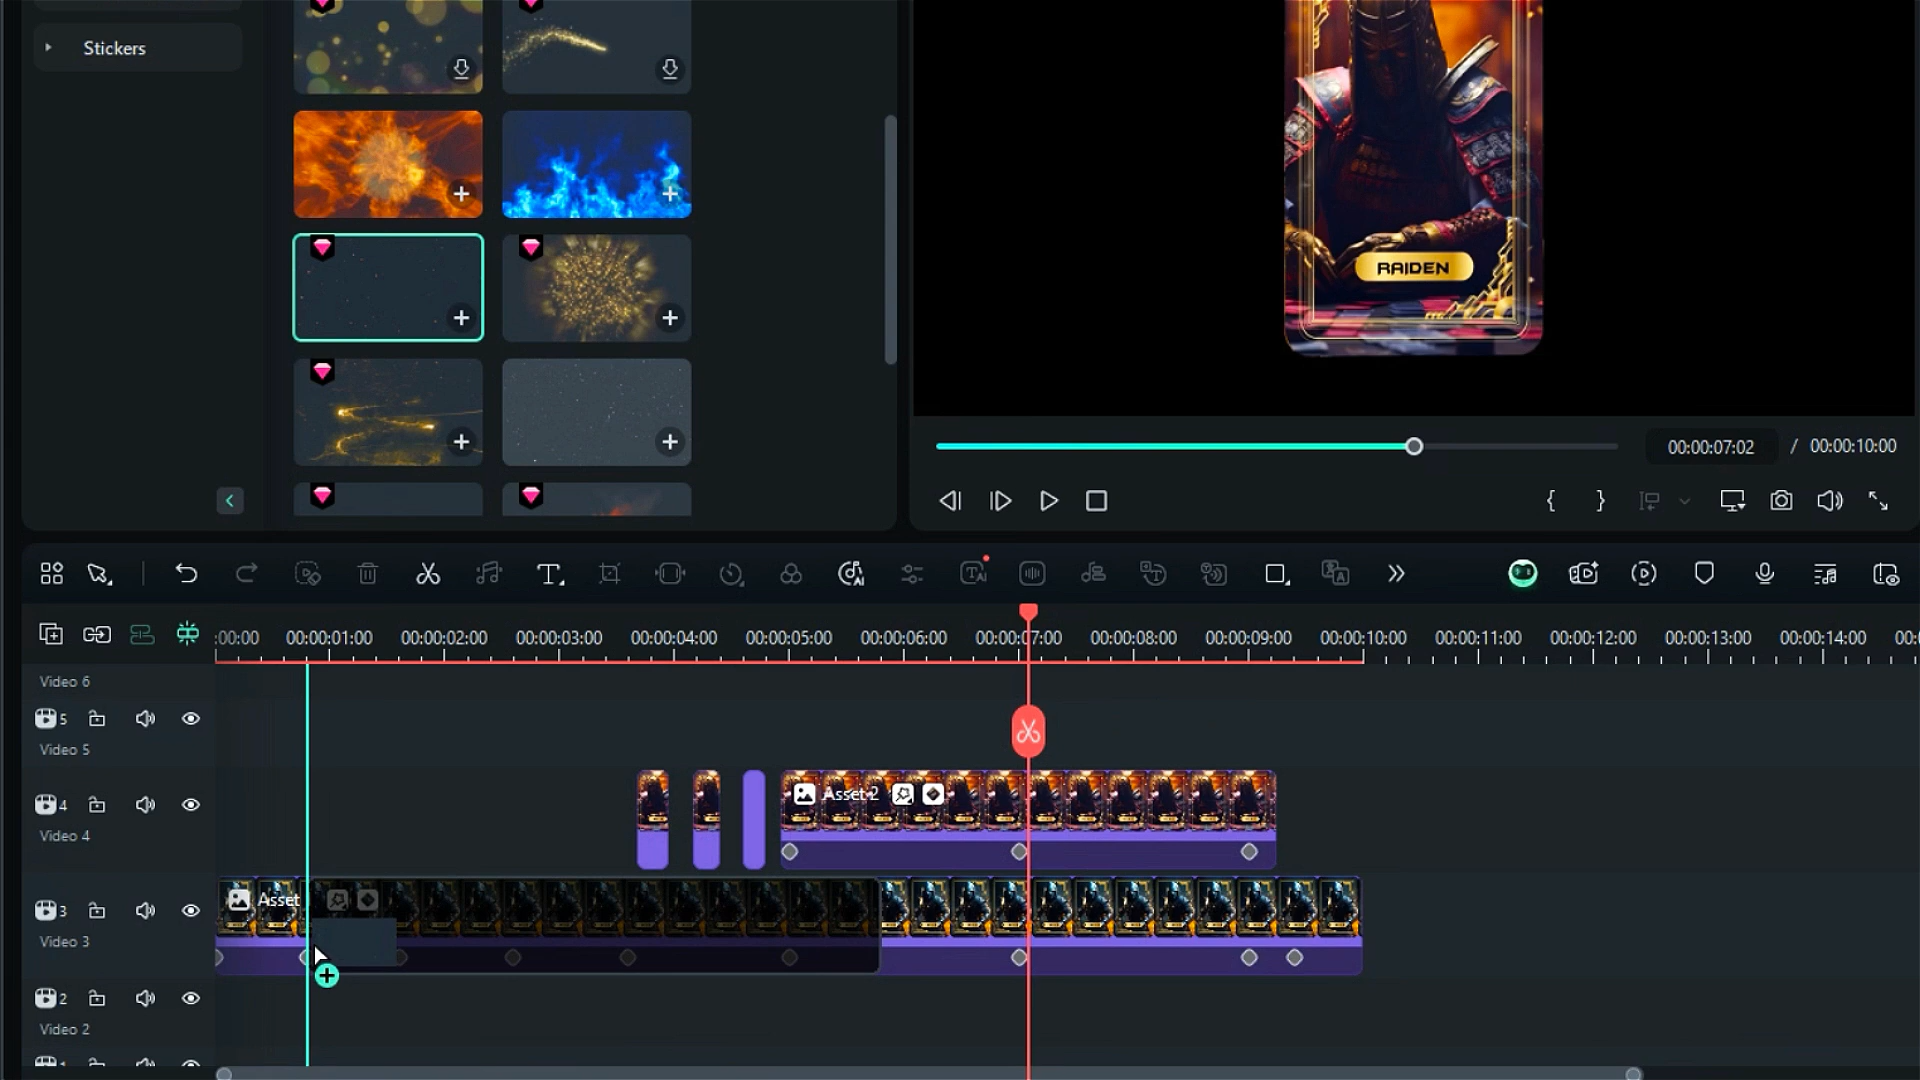 Stickers
RAIDEN
00:00:07:02 / 00:00:10:00
:00:00 00:00:01:00 00:00:02:00 00:00:03:00 00:00:04:00 00:00:05:00 00:00:06:00 00:00:07:00 00:00:08:00 00:00:09:00 00:00:10:00 00:00:11:00 00:00:12:00 00:00:13:00 00:00:14:00 00:
Video 6
5
Video 5
4
Asset 2
Video 4
3
Asset
Video 3
2
Video 2